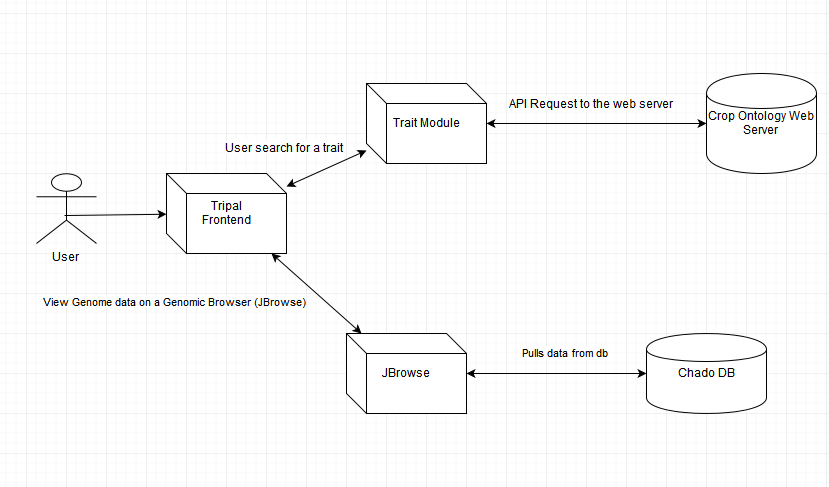 API Request to the web server
Crop Ontology Web
Server
Trait Module
User search for a trait
Tripal
Frontend
User
View Genome data on a Genomic Browser (JBrowse)
Pulls data from db
JBrowse
Chado DB